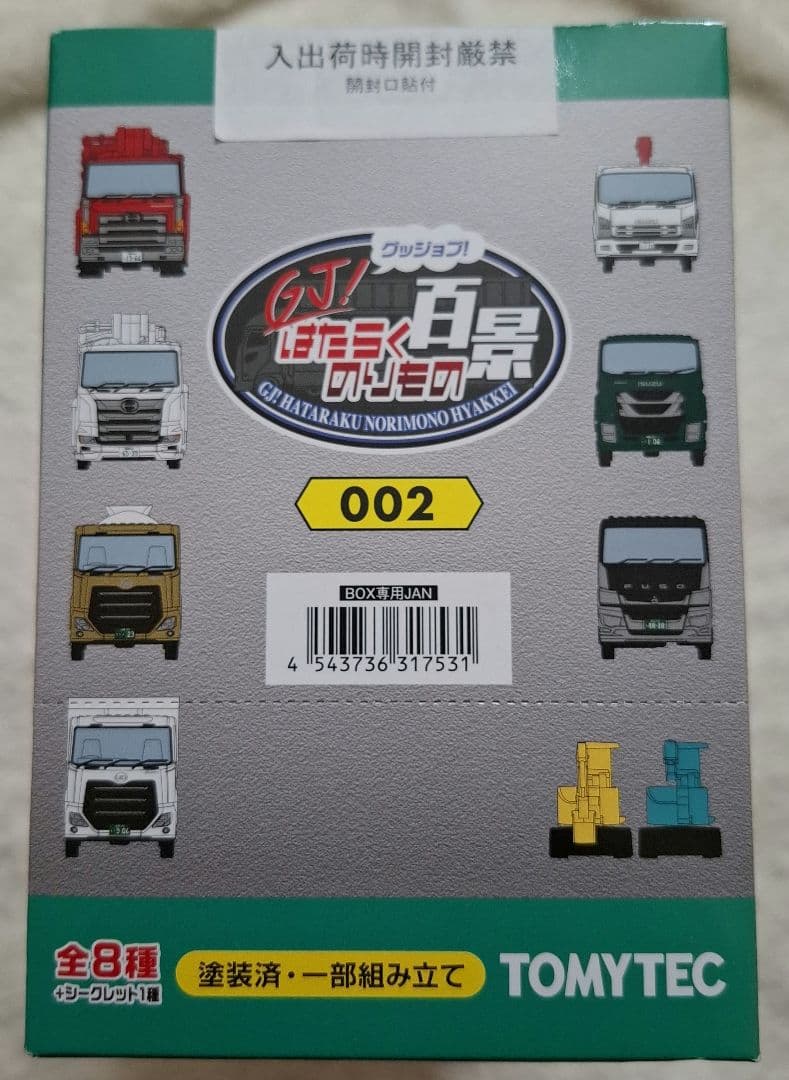 入出荷時開封厳禁
開封口貼付
グッジョブ!
GJ!
はたらく
のりもの
百景
GJ! HATARAKU NORIMONO HYAKKEI
002
BOX専用JAN
4 543736 317531
FUSO
全8種
+シークレット1種
塗装済・一部組み立て
TOMYTEC